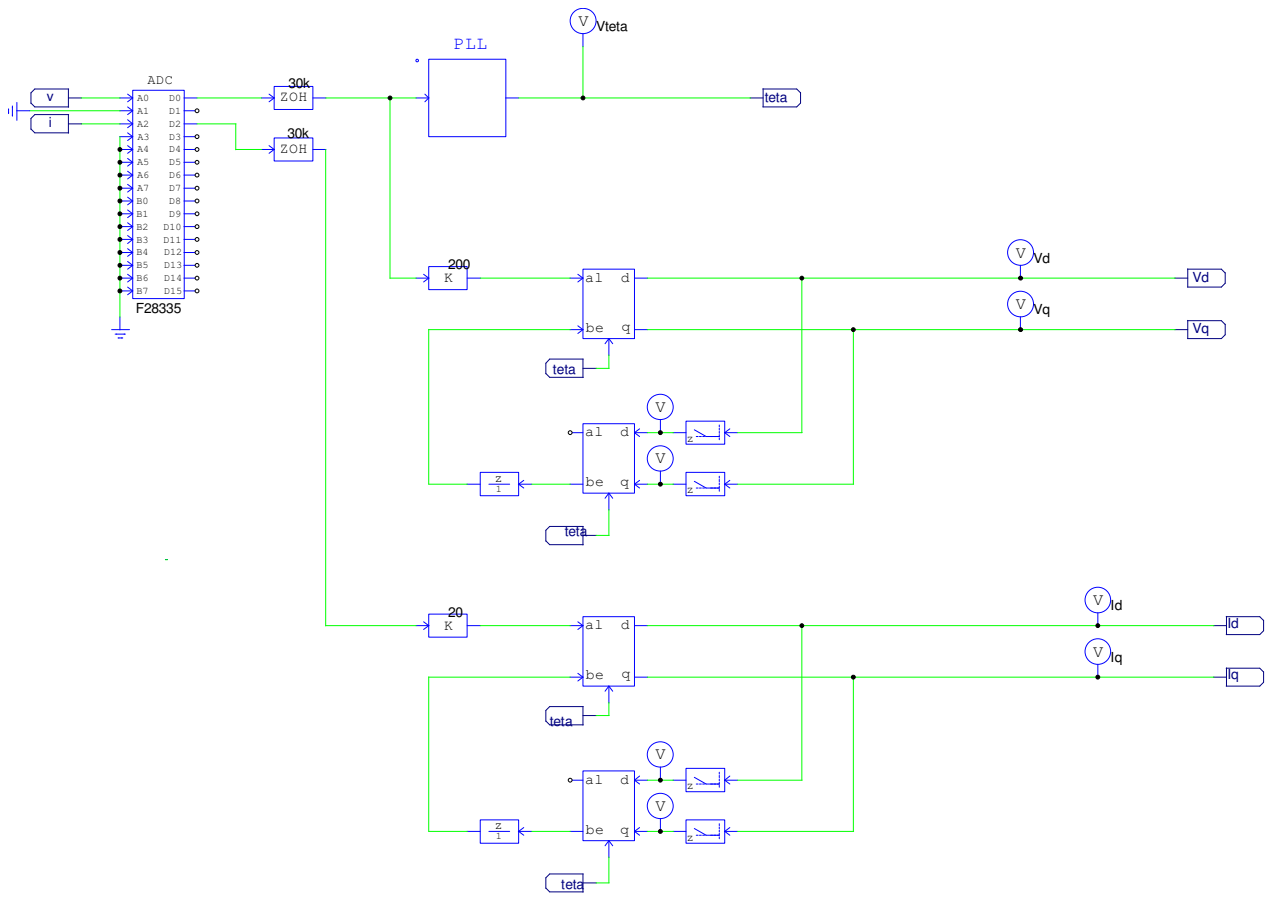 V
Vteta
PLL
ADC
30k
v
A0
D0
ZOH
teta
A1
D1
i
A2
D2
30k
A3
D3
ZOH
A4
D4
A5
D5
A6
D6
A7
D7
B0
D8
B1
D9
B2
D10
B3
D11
B4
D12
B5
D13
B6
D14
B7
D15
F28335
V
Vd
200
K
al
d
Vd
V
Vq
be
q
Vq
teta
V
al
d
z
V
z
1
be
q
z
teta
V
Id
20
K
al
d
Id
V
Iq
be
q
Iq
teta
V
al
d
z
V
z
1
be
q
z
teta